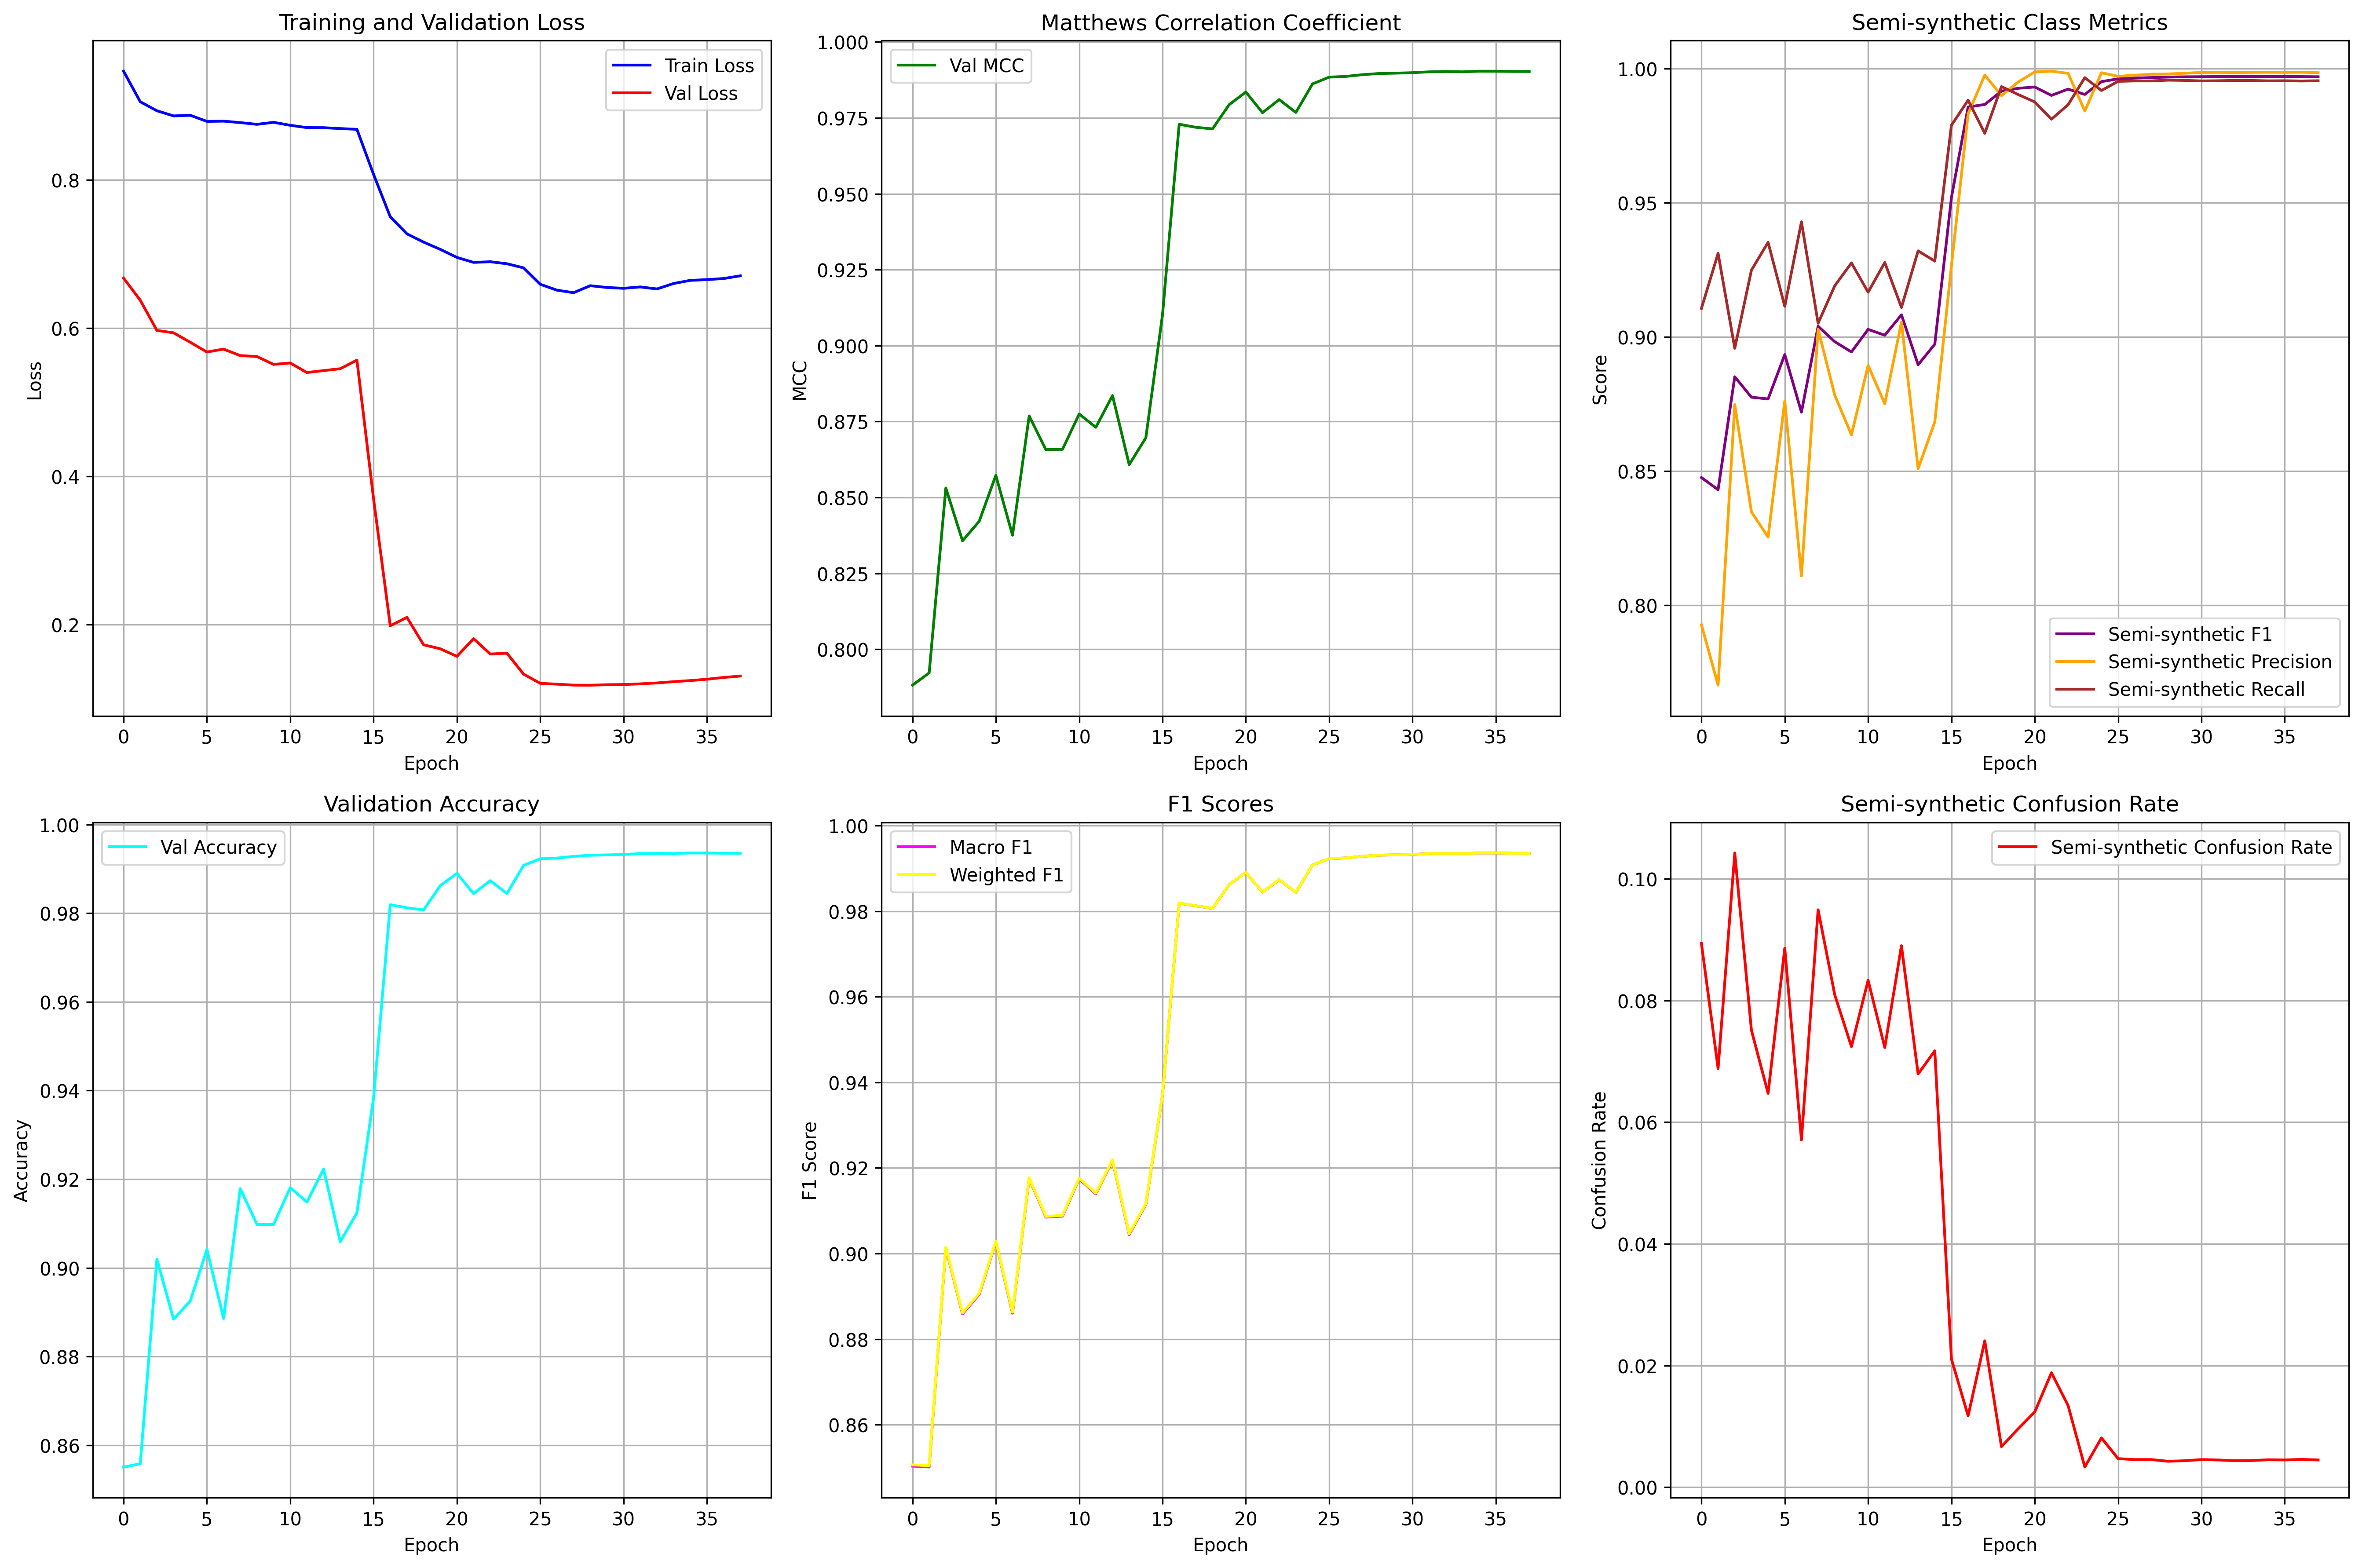 Training and Validation Loss
Train Loss
Val Loss
Loss
0.8
0.6
0.4
0.2
0 5 10 15 20 25 30 35
Epoch
Matthews Correlation Coefficient
Val MCC
MCC
1.000
0.975
0.950
0.925
0.900
0.875
0.850
0.825
0.800
0 5 10 15 20 25 30 35
Epoch
Semi-synthetic Class Metrics
Score
1.00
0.95
0.90
0.85
0.80
Semi-synthetic F1
Semi-synthetic Precision
Semi-synthetic Recall
0 5 10 15 20 25 30 35
Epoch
Validation Accuracy
Val Accuracy
Accuracy
1.00
0.98
0.96
0.94
0.92
0.90
0.88
0.86
0 5 10 15 20 25 30 35
Epoch
F1 Scores
Macro F1
Weighted F1
F1 Score
1.00
0.98
0.96
0.94
0.92
0.90
0.88
0.86
0 5 10 15 20 25 30 35
Epoch
Semi-synthetic Confusion Rate
Semi-synthetic Confusion Rate
Confusion Rate
0.10
0.08
0.06
0.04
0.02
0.00
0 5 10 15 20 25 30 35
Epoch